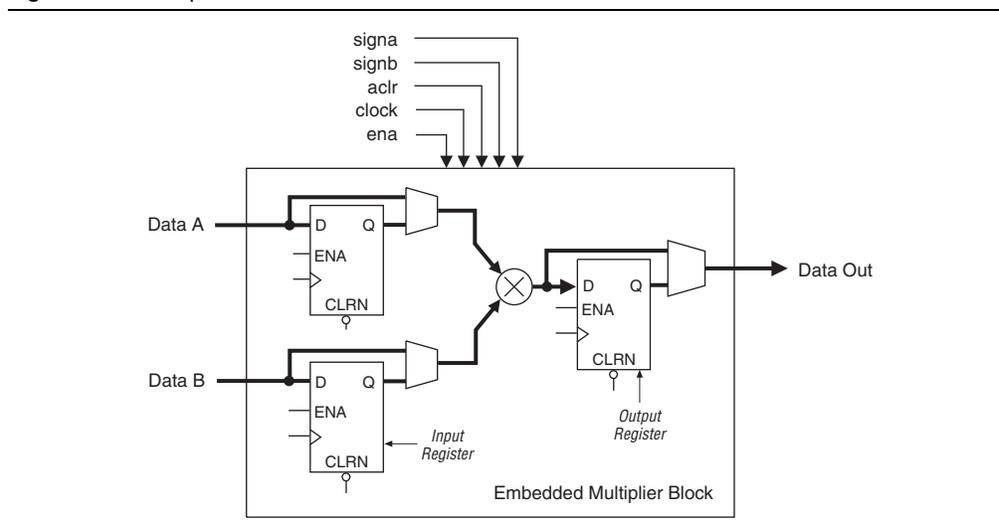 signa
signb
aclr
clock
ena
Data A
D Q
ENA
CLRN
Data Out
D Q
ENA
CLRN
Data B
D Q
ENA
CLRN
Input
Register
Output
Register
Embedded Multiplier Block